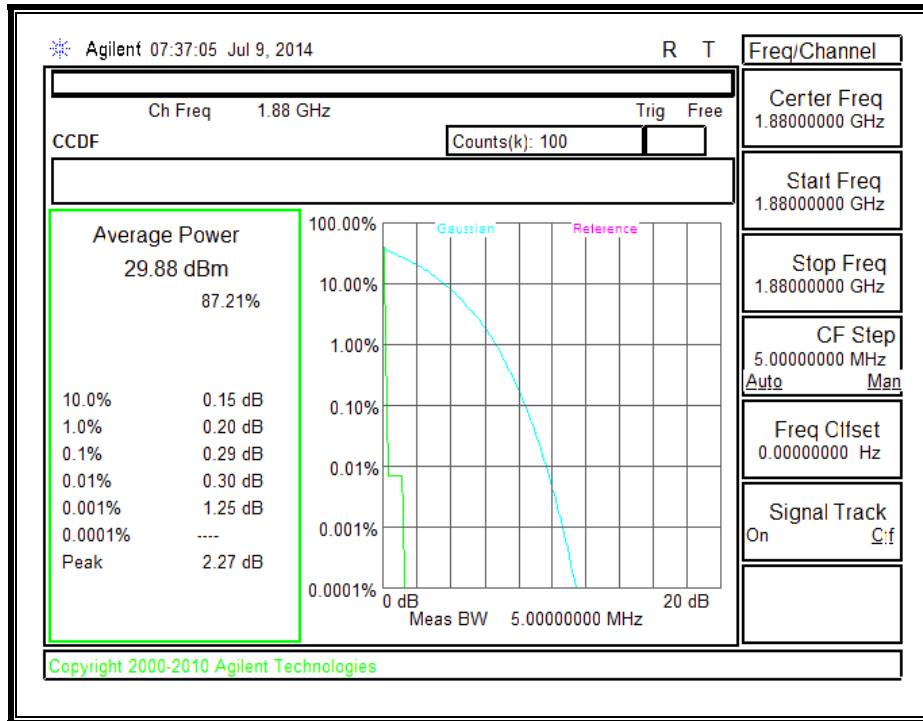 Agilent 07:37:05 Jul 9, 2014 R T
Ch Freq 1.88 GHz Trig Free
CCDF Counts(k): 100
Average Power
29.88 dBm
87.21%
10.0% 0.15 dB
1.0% 0.20 dB
0.1% 0.29 dB
0.01% 0.30 dB
0.001% 1.25 dB
0.0001% ----
Peak 2.27 dB
Gaussian Reference
100.00%
10.00%
1.00%
0.10%
0.01%
0.001%
0.0001%
0 dB 20 dB
Meas BW 5.00000000 MHz
Freq/Channel
Center Freq
1.88000000 GHz
Start Freq
1.88000000 GHz
Stop Freq
1.88000000 GHz
CF Step
5.00000000 MHz
Auto Man
Freq Offset
0.00000000 Hz
Signal Track
On Off
Copyright 2000-2010 Agilent Technologies